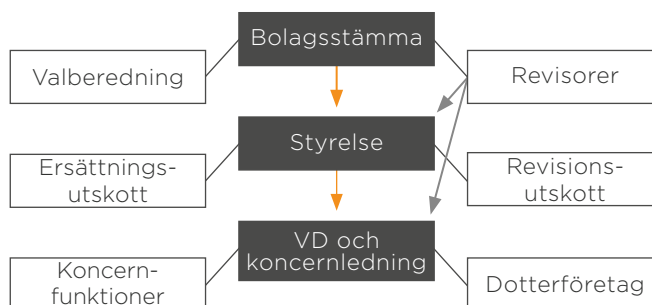 Bolagsstämma
Valberedning
Revisorer
Styrelse
Ersättnings-
utskott
Revisions-
utskott
VD och
koncernledning
Koncern-
funktioner
Dotterföretag